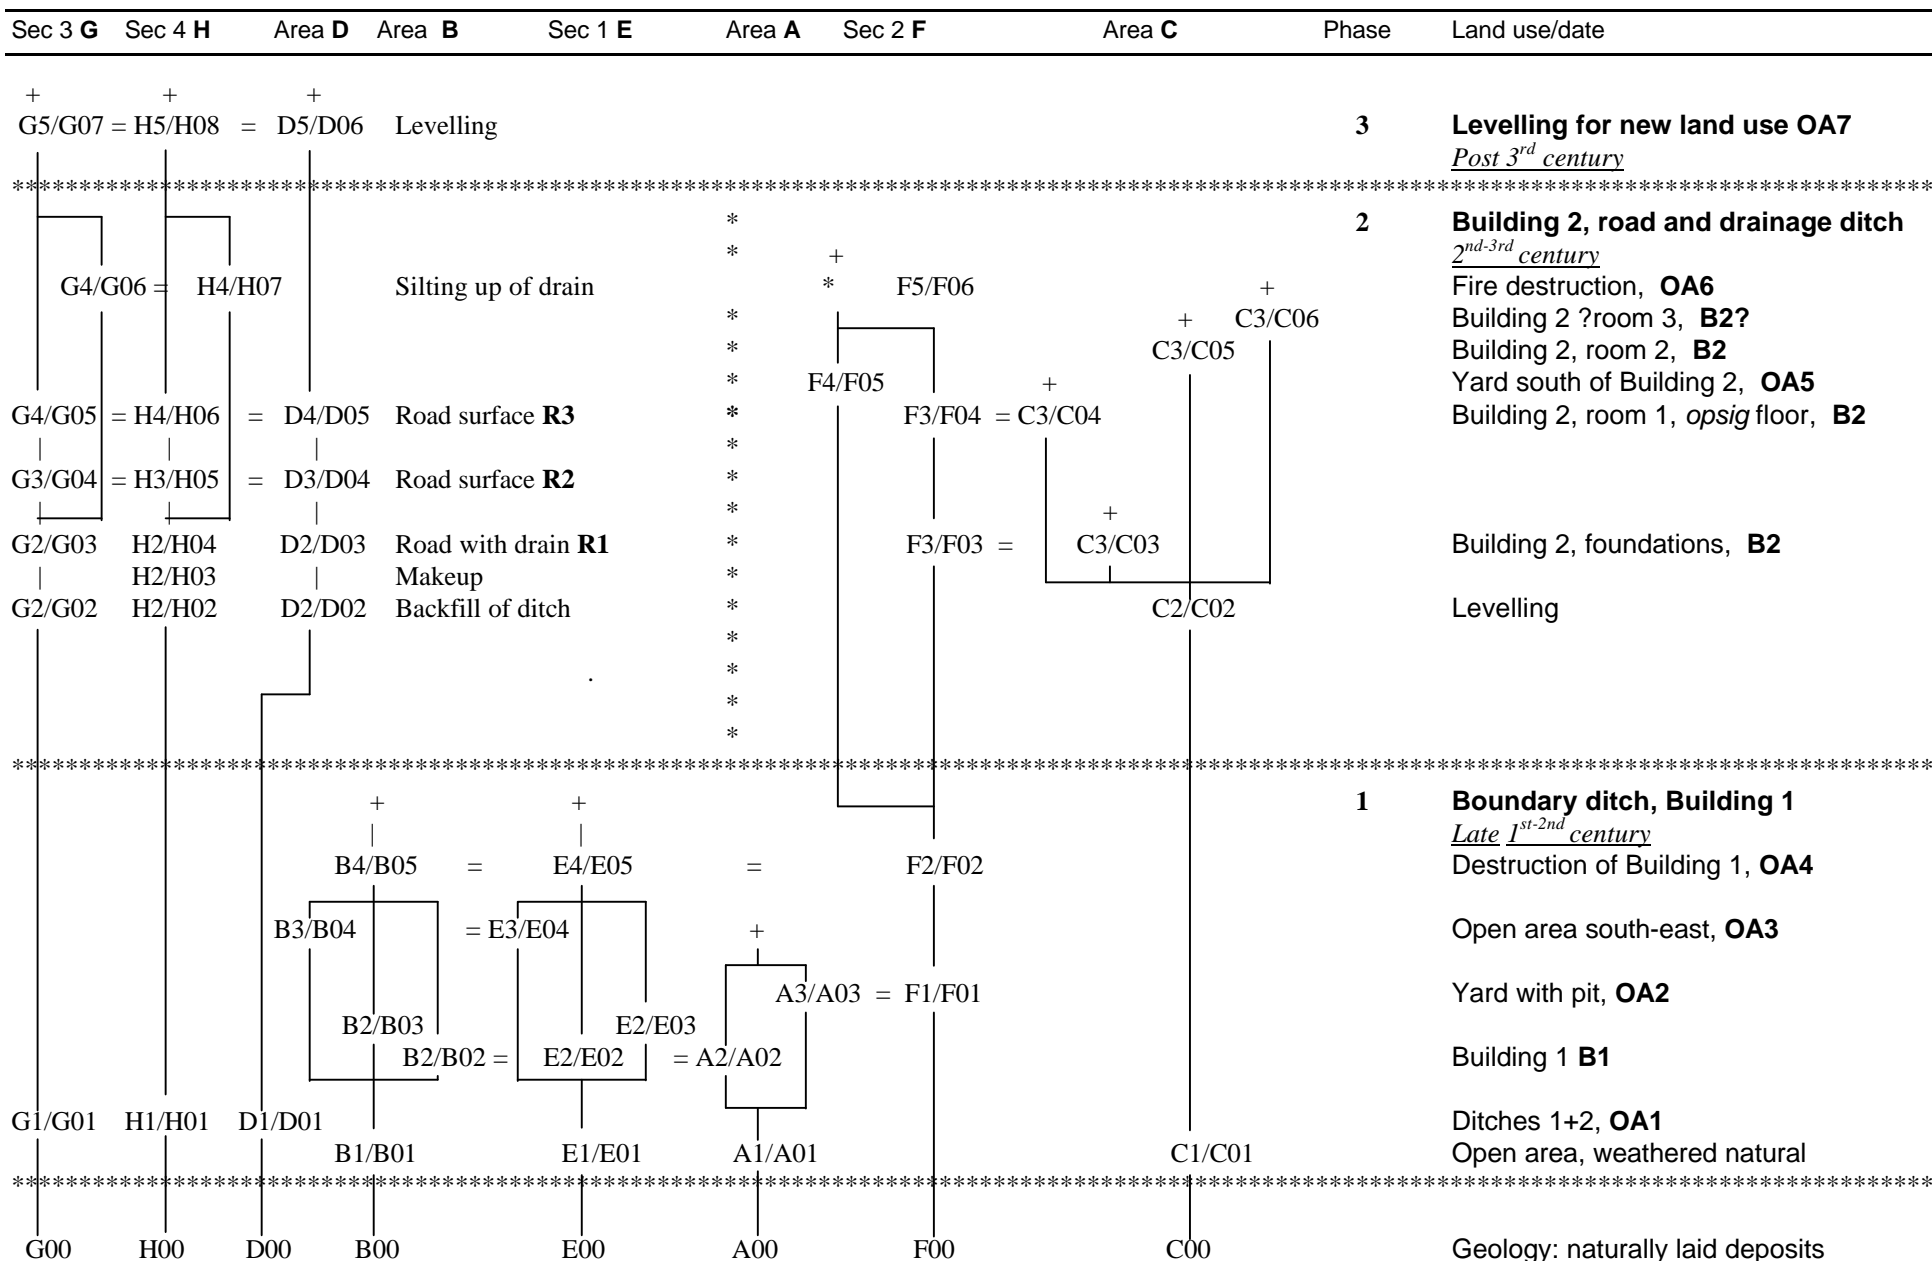 Sec 3 G Sec 4 H Area D Area B Sec 1 E Area A Sec 2 F Area C Phase Land use/date
+ + +
G5/G07 = H5/H08 = D5/D06 Levelling 3 Levelling for new land use OA7
Post 3rd century
************************************************************************************************************************************************
* 2 Building 2, road and drainage ditch
* + 2nd-3rd century
G4/G06 = H4/H07 Silting up of drain * F5/F06 + Fire destruction, OA6
* + C3/C06 Building 2 ?room 3, B2?
* C3/C05 Building 2, room 2, B2
* F4/F05 + Yard south of Building 2, OA5
G4/G05 = H4/H06 = D4/D05 Road surface R3 * F3/F04 = C3/C04 Building 2, room 1, opsig floor, B2
| | | *
G3/G04 = H3/H05 = D3/D04 Road surface R2 *
| | | * +
G2/G03 H2/H04 D2/D03 Road with drain R1 * F3/F03 = C3/C03 Building 2, foundations, B2
| H2/H03 | Makeup *
G2/G02 H2/H02 D2/D02 Backfill of ditch * C2/C02 Levelling
*
. *
*
*
************************************************************************************************************************************************
+ + 1 Boundary ditch, Building 1
| | Late 1st-2nd century
B4/B05 = E4/E05 = F2/F02 Destruction of Building 1, OA4
B3/B04 = E3/E04 + Open area south-east, OA3
A3/A03 = F1/F01 Yard with pit, OA2
B2/B03 E2/E03
B2/B02 = E2/E02 = A2/A02 Building 1 B1
G1/G01 H1/H01 D1/D01 Ditches 1+2, OA1
B1/B01 E1/E01 A1/A01 C1/C01 Open area, weathered natural
************************************************************************************************************************************************
G00 H00 D00 B00 E00 A00 F00 C00 Geology: naturally laid deposits